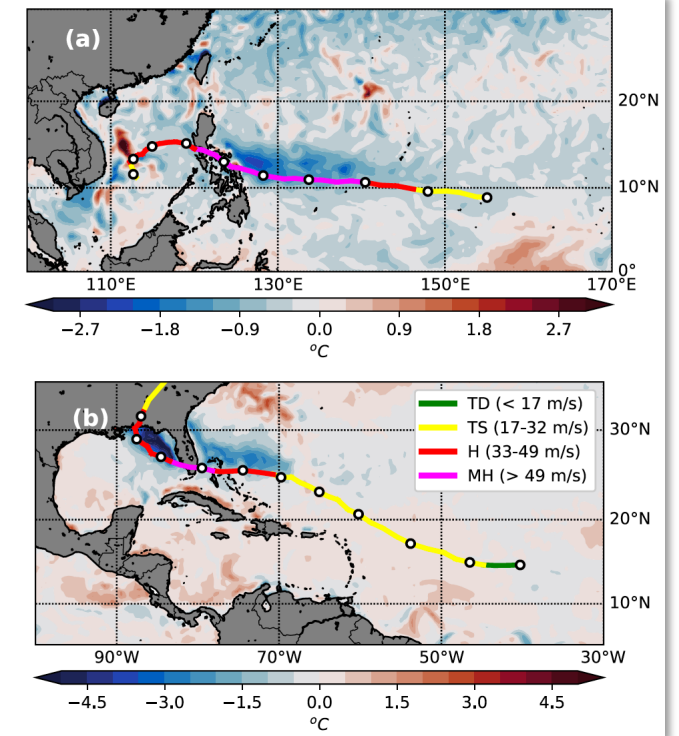 (a)
20°N
10°N
0°
110°E 130°E 150°E 170°E
−2.7 −1.8 −0.9 0.0 0.9 1.8 2.7
°C
(b)
TD (< 17 m/s)
TS (17-32 m/s)
H (33-49 m/s)
MH (> 49 m/s)
30°N
20°N
10°N
90°W 70°W 50°W 30°W
−4.5 −3.0 −1.5 0.0 1.5 3.0 4.5
°C